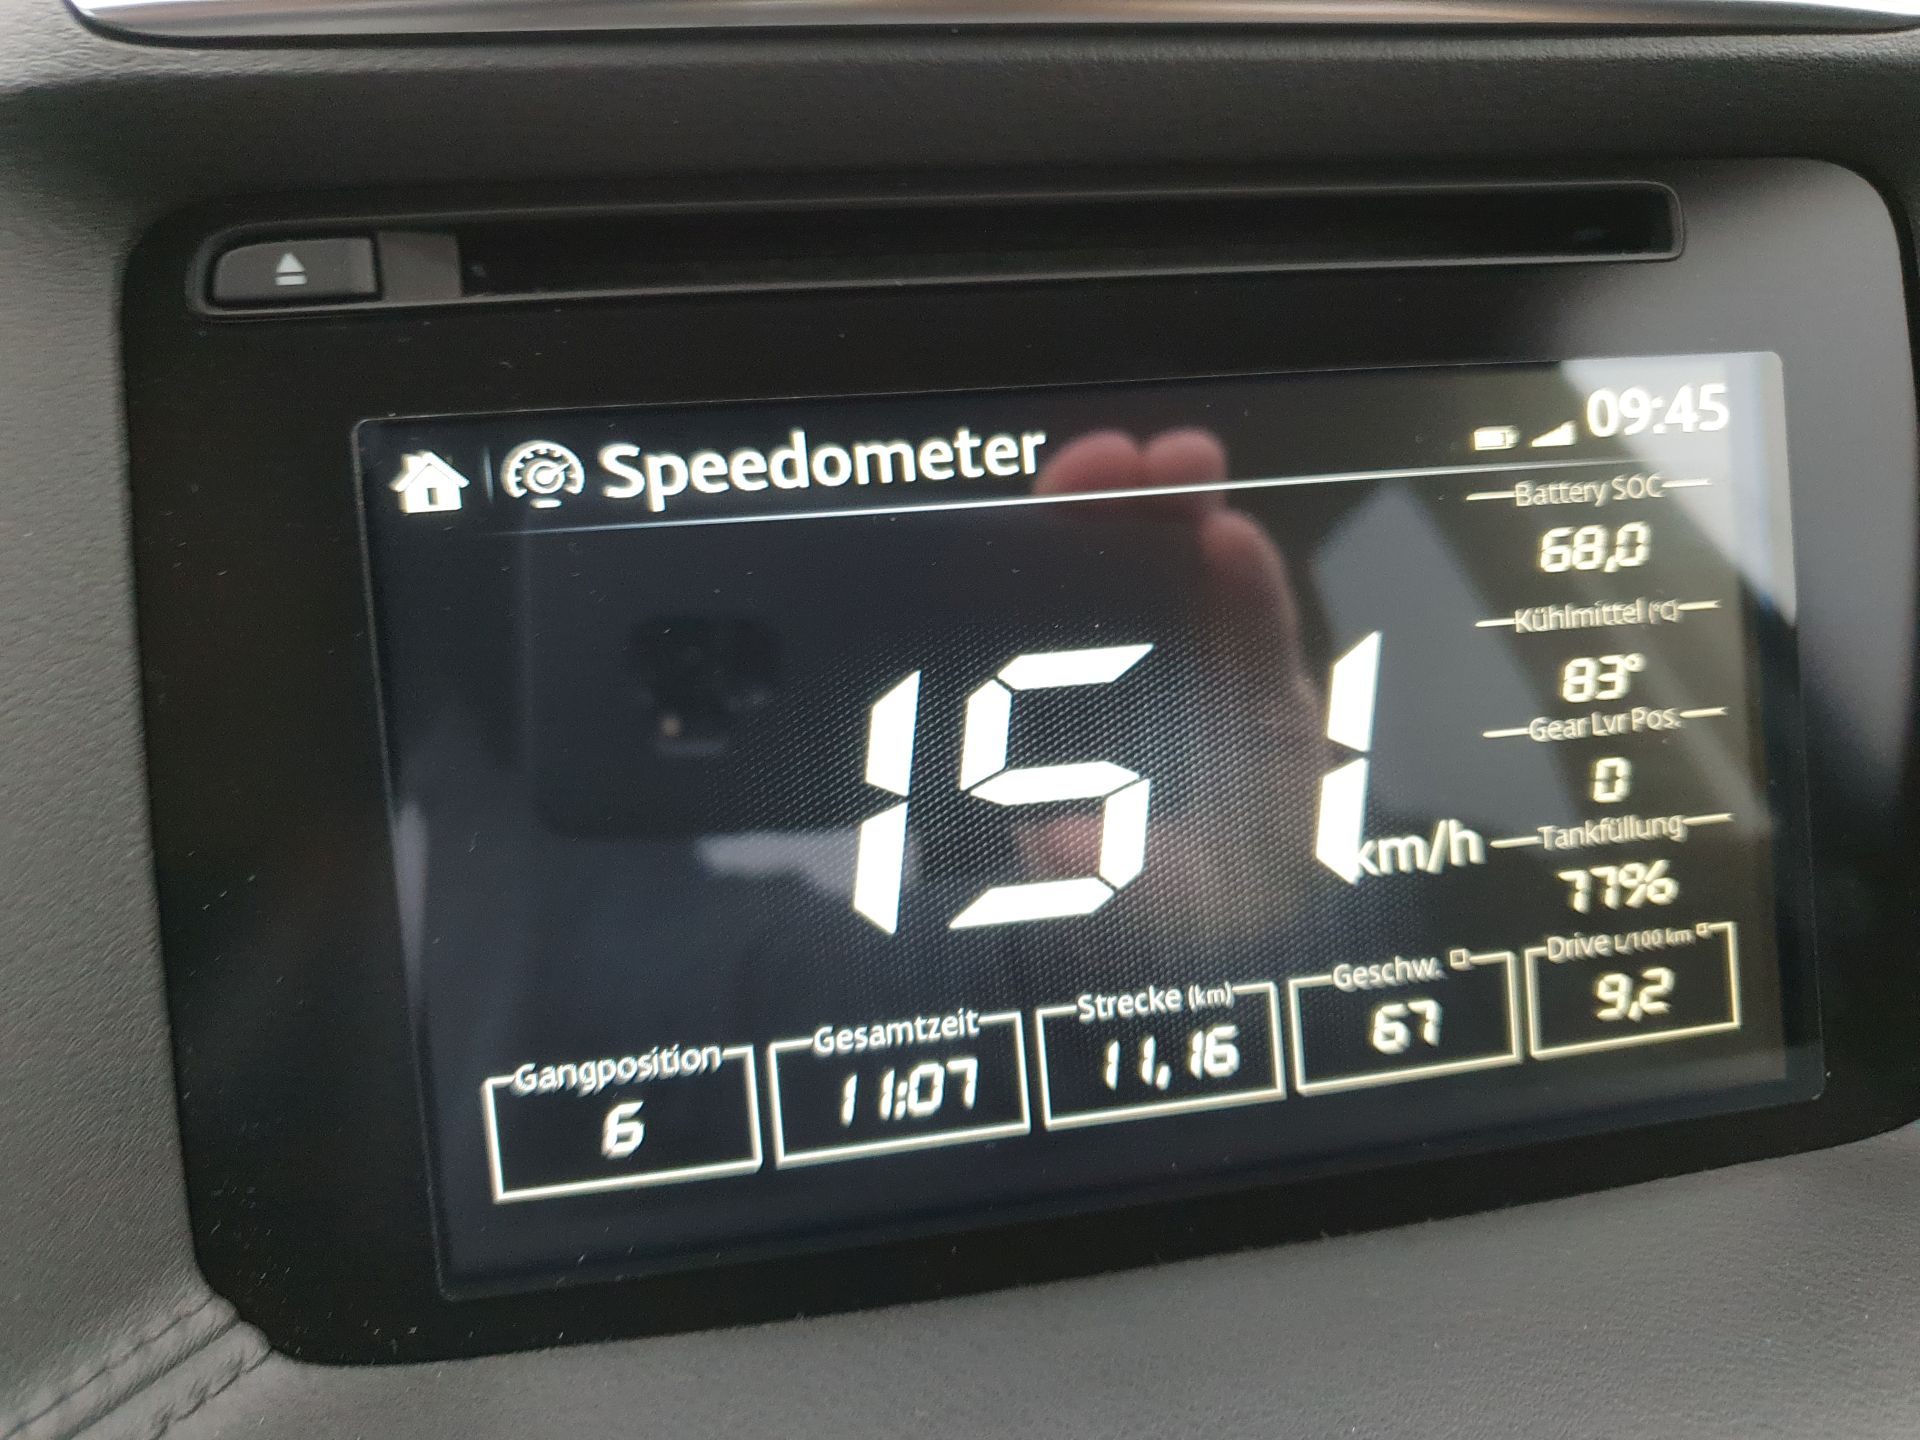 Speedometer
09:45
Battery SOC
68,0
Kühlmittel (°C)
83°
Gear Lvr Pos.
0
Tankfüllung
77%
151 km/h
Gangposition
6
Gesamtzeit
11:07
Strecke (km)
11,16
Geschw.
67
Drive L/100 km
9,2